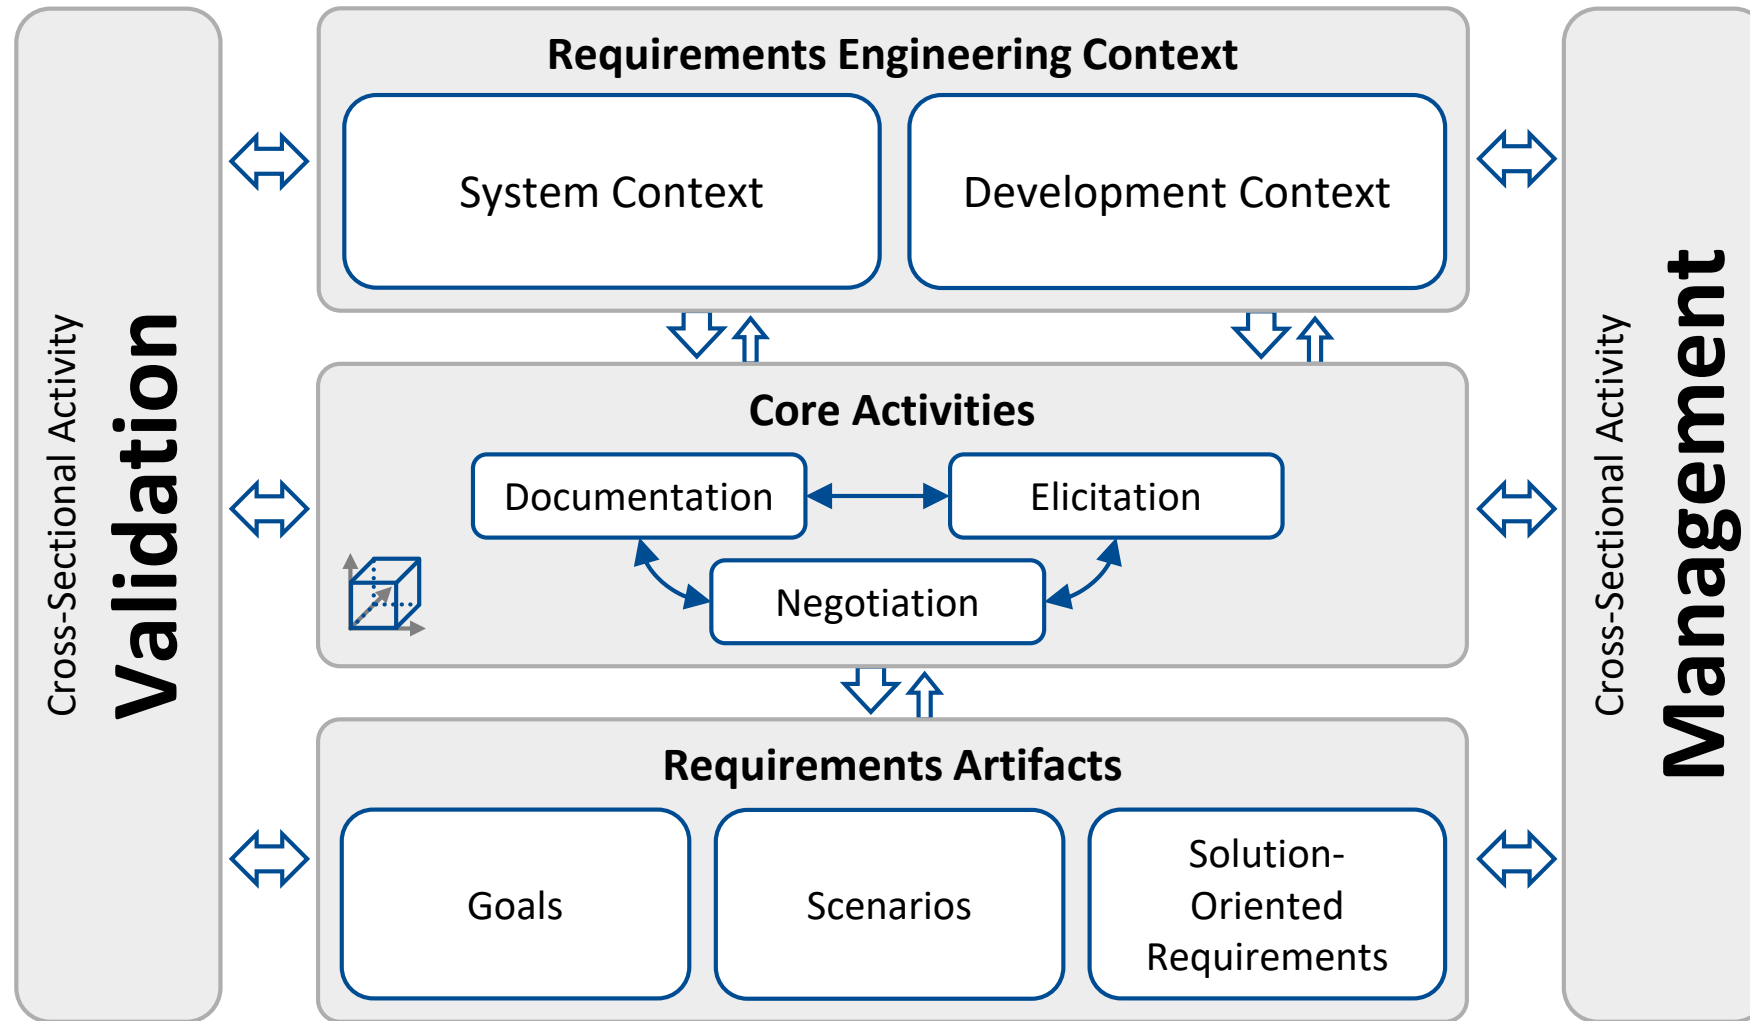 Cross-Sectional Activity
Validation
Requirements Engineering Context
System Context
Development Context
Core Activities
Documentation
Elicitation
Negotiation
Requirements Artifacts
Goals
Scenarios
Solution-
Oriented
Requirements
Cross-Sectional Activity
Management